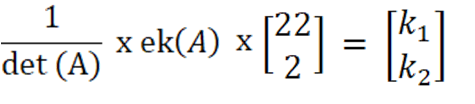 1/det (A) x ek(A) x [22 2] = [k₁ k₂]